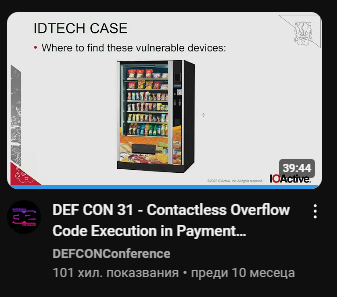 IDTECH CASE
• Where to find these vulnerable devices:
39:44
IOActive.
DEF CON 31 - Contactless Overflow
Code Execution in Payment…
DEFCONConference
101 хил. показвания • преди 10 месеца